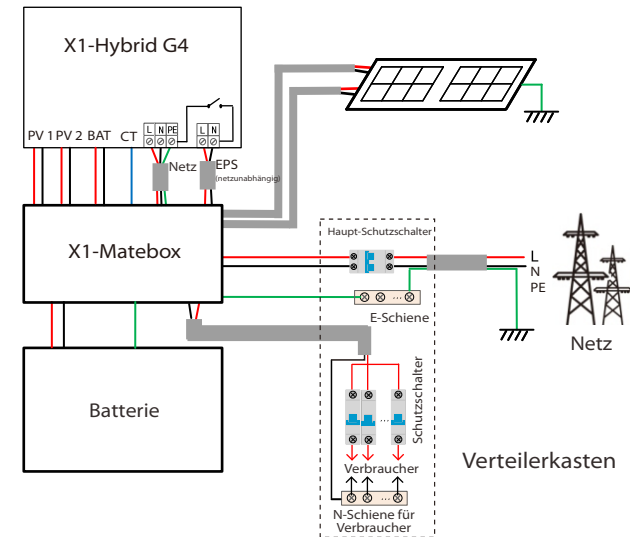 X1-Hybrid G4
PV 1 PV 2 BAT CT
L N PE
L N
Netz
EPS
(netzunabhängig)
X1-Matebox
Haupt-Schutzschalter
L
N
PE
E-Schiene
Netz
Batterie
Schutzschalter
Verbraucher
Verteilerkasten
N-Schiene für
Verbraucher